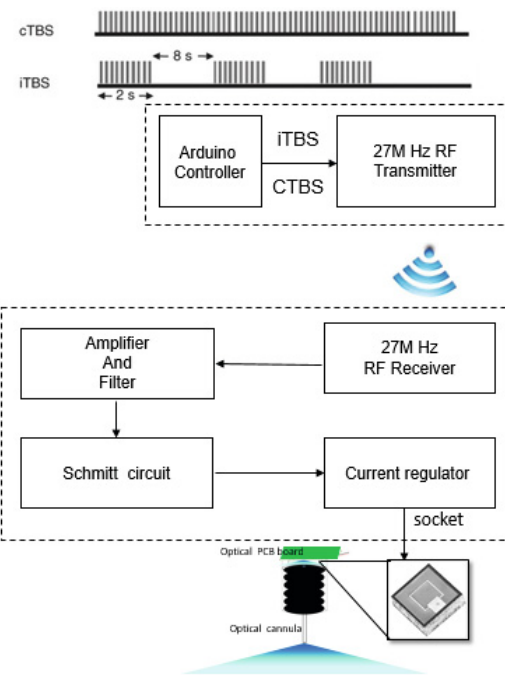 cTBS
8 s
iTBS
2 s
Arduino
Controller
iTBS
CTBS
27M Hz RF
Transmitter
Amplifier
And
Filter
27M Hz
RF Receiver
Schmitt circuit
Current regulator
socket
Optical PCB board
Optical cannula